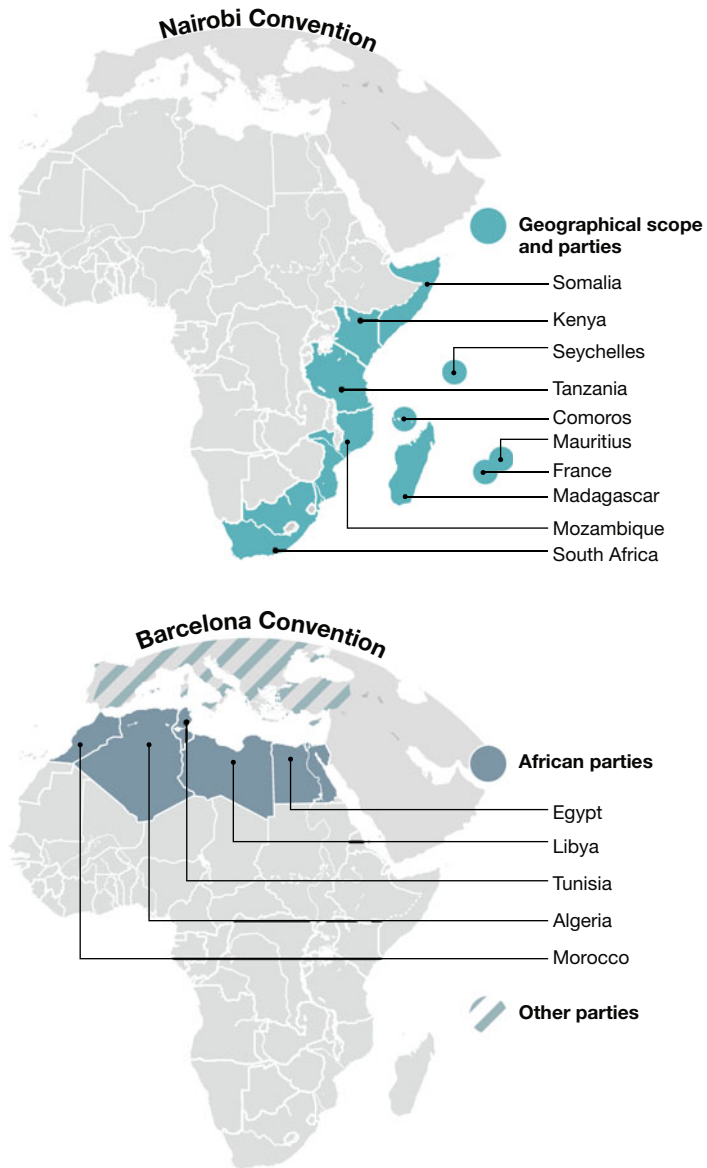 Nairobi Convention
Geographical scope
and parties
Somalia
Kenya
Seychelles
Tanzania
Comoros
Mauritius
France
Madagascar
Mozambique
South Africa
Barcelona Convention
African parties
Egypt
Libya
Tunisia
Algeria
Morocco
Other parties